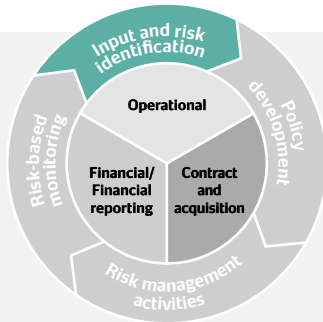 Input and risk
identification
Policy
development
Risk management
activities
Risk-based
monitoring
Operational
Financial/
Financial
reporting
Contract
and
acquisition